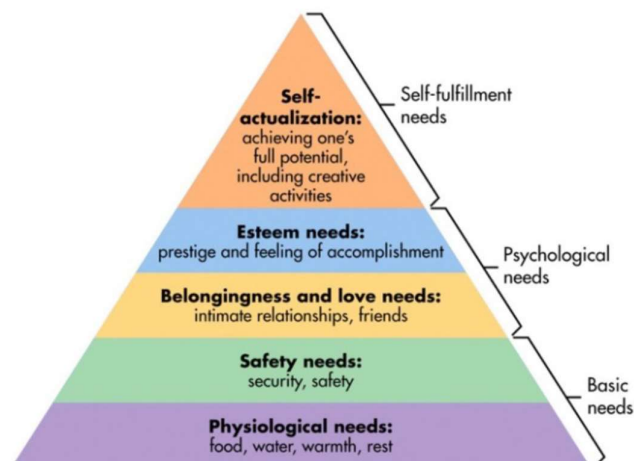 Self-
actualization:
achieving one's
full potential,
including creative
activities
Self-fulfillment
needs
Esteem needs:
prestige and feeling of accomplishment
Belongingness and love needs:
intimate relationships, friends
Psychological
needs
Safety needs:
security, safety
Physiological needs:
food, water, warmth, rest
Basic
needs